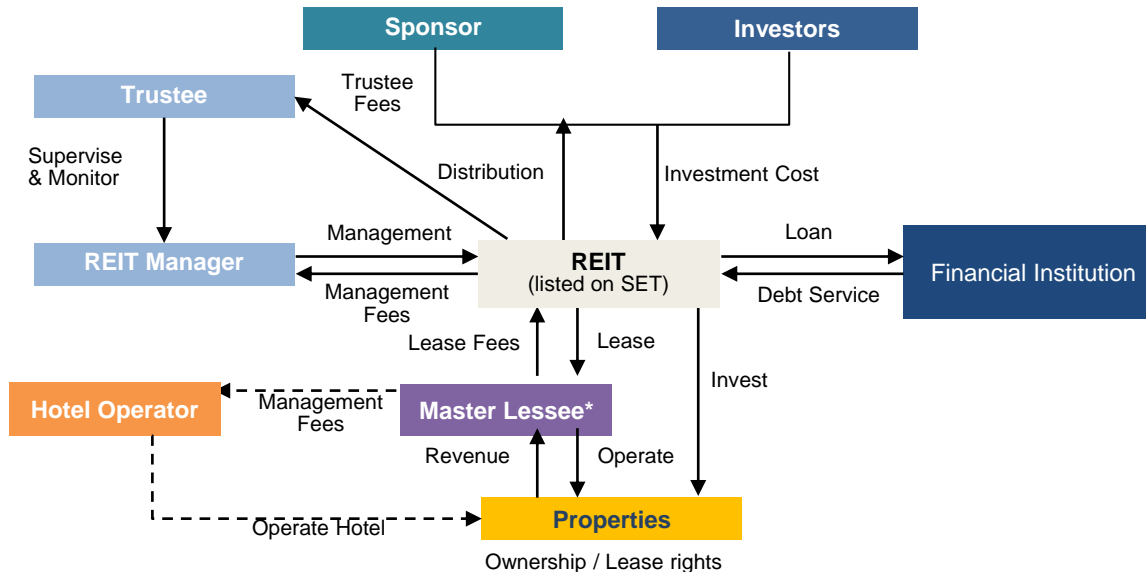 Sponsor
Investors
Trustee
Fees
Trustee
Supervise
& Monitor
Distribution
Investment Cost
Management
Loan
REIT Manager
REIT
(listed on SET)
Financial Institution
Management
Fees
Debt Service
Lease Fees
Lease
Invest
Hotel Operator
Management
Fees
Master Lessee*
Revenue
Operate
Operate Hotel
Properties
Ownership / Lease rights